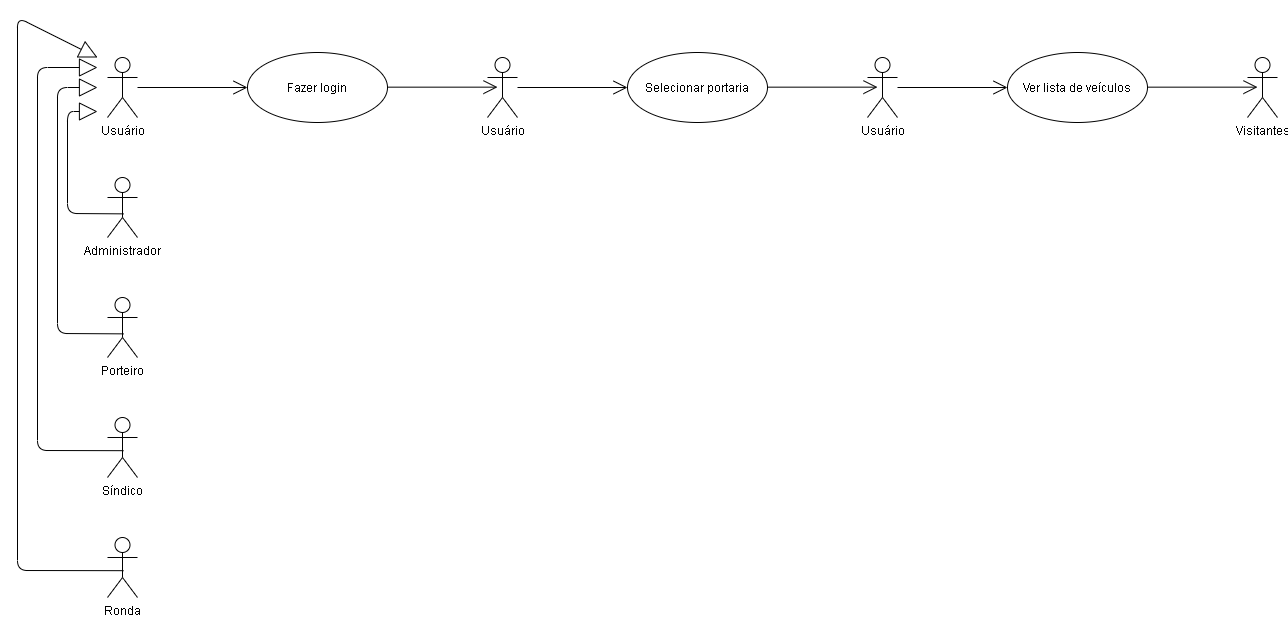 Fazer login
Selecionar portaria
Ver lista de veículos
Usuário
Usuário
Usuário
Visitantes
Administrador
Porteiro
Síndico
Ronda